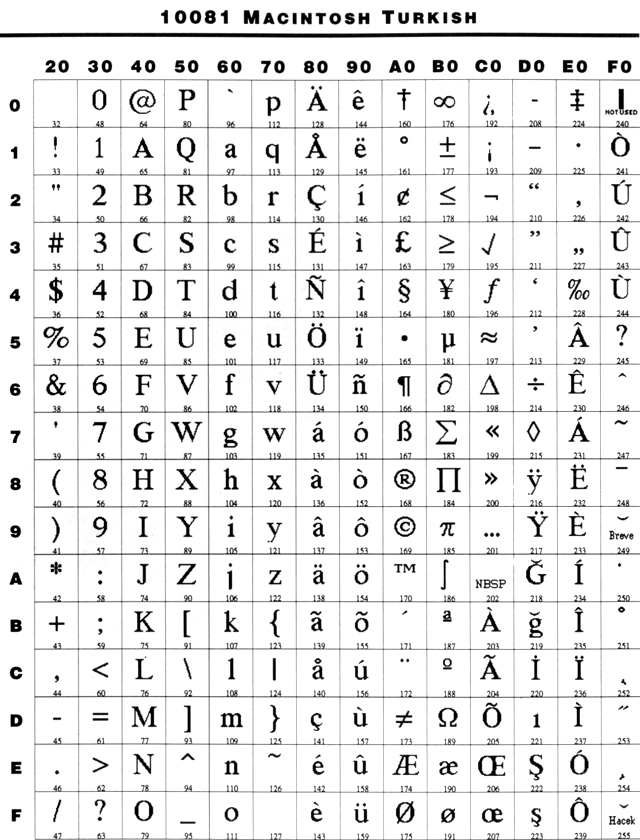 10081 MACINTOSH TURKISH
20 30 40 50 60 70 80 90 A0 B0 C0 D0 E0 F0
0 0 @ P ` p Ä ê † ∞ ¿ - ‡ NOT USED
32 48 64 80 96 112 128 144 160 176 192 208 224 240
1 ! 1 A Q a q Å ë ° ± ¡ – · Ò
33 49 65 81 97 113 129 145 161 177 193 209 225 241
2 " 2 B R b r Ç í ¢ ≤ ¬ “ ‚ Ú
34 50 66 82 98 114 130 146 162 178 194 210 226 242
3 # 3 C S c s É ì £ ≥ √ ” „ Û
35 51 67 83 99 115 131 147 163 179 195 211 227 243
4 $ 4 D T d t Ñ î § ¥ ƒ ‘ ‰ Ù
36 52 68 84 100 116 132 148 164 180 196 212 228 244
5 % 5 E U e u Ö ï • µ ≈ ’ Â ?
37 53 69 85 101 117 133 149 165 181 197 213 229 245
6 & 6 F V f v Ü ñ ¶ ∂ ∆ ÷ Ê ˆ
38 54 70 86 102 118 134 150 166 182 198 214 230 246
7 ' 7 G W g w á ó ß ∑ « ◊ Á ˜
39 55 71 87 103 119 135 151 167 183 199 215 231 247
8 ( 8 H X h x à ò ® ∏ » ÿ Ë ¯
40 56 72 88 104 120 136 152 168 184 200 216 232 248
9 ) 9 I Y i y â ô © π … Ÿ È ˘ Breve
41 57 73 89 105 121 137 153 169 185 201 217 233 249
A * : J Z j z ä ö ™ ∫ NBSP Ğ Í ˙
42 58 74 90 106 122 138 154 170 186 202 218 234 250
B + ; K [ k { ã õ ´ ª À ğ Î ˚
43 59 75 91 107 123 139 155 171 187 203 219 235 251
C , < L \ l | å ú ¨ º Ã İ Ï ¸
44 60 76 92 108 124 140 156 172 188 204 220 236 252
D - = M ] m } ç ù ≠ Ω Õ ı Ì ˝
45 61 77 93 109 125 141 157 173 189 205 221 237 253
E . > N ^ n ~ é û Æ æ Œ Ş Ó ˛
46 62 78 94 110 126 142 158 174 190 206 222 238 254
F / ? O _ o è ü Ø ø œ ş Ô ˇ Hacek
47 63 79 95 111 127 143 159 175 191 207 223 239 255